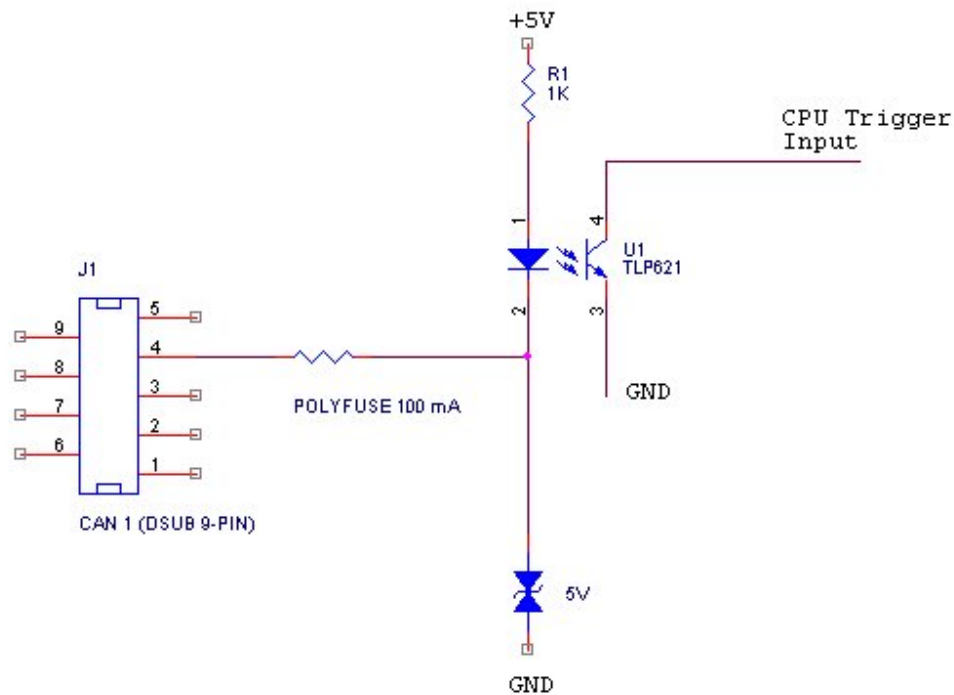 +5V
R1
1K
CPU Trigger
Input
1
4
U1
TLP621
2
3
J1
5
9
4
8
3
7
2
6
1
GND
POLYFUSE 100 mA
CAN 1 (DSUB 9-PIN)
5V
GND